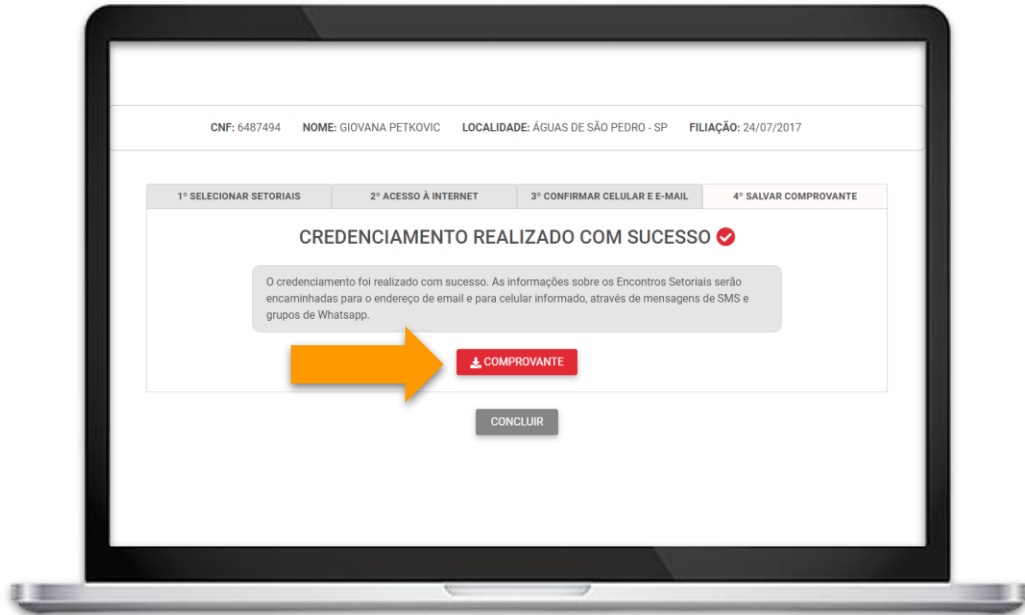 CNF: 6487494 NOME: GIOVANA PETKOVIC LOCALIDADE: ÁGUAS DE SÃO PEDRO - SP FILIAÇÃO: 24/07/2017
1º SELECIONAR SETORIAIS 2º ACESSO À INTERNET 3º CONFIRMAR CELULAR E E-MAIL 4º SALVAR COMPROVANTE
CREDENCIAMENTO REALIZADO COM SUCESSO
O credenciamento foi realizado com sucesso. As informações sobre os Encontros Setoriais serão
encaminhadas para o endereço de email e para celular informado, através de mensagens de SMS e
grupos de Whatsapp.
COMPROVANTE
CONCLUIR